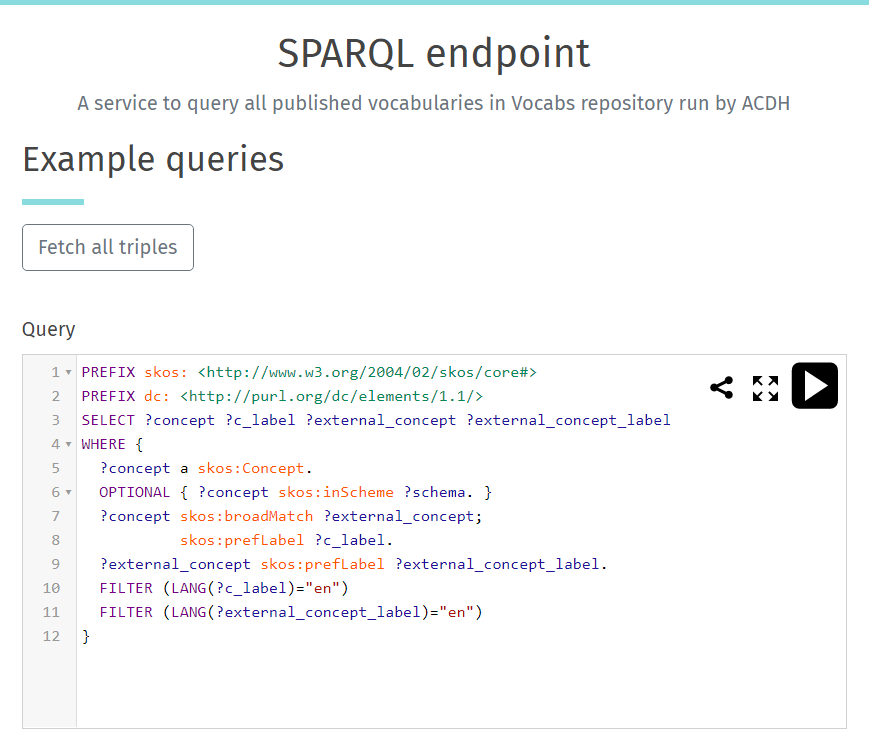 SPARQL endpoint
A service to query all published vocabularies in Vocabs repository run by ACDH
Example queries
Fetch all triples
Query
1 PREFIX skos: <http://www.w3.org/2004/02/skos/core#>
2 PREFIX dc: <http://purl.org/dc/elements/1.1/>
3 SELECT ?concept ?c_label ?external_concept ?external_concept_label
4 WHERE {
5 ?concept a skos:Concept.
6 OPTIONAL { ?concept skos:inScheme ?schema. }
7 ?concept skos:broadMatch ?external_concept;
8 skos:prefLabel ?c_label.
9 ?external_concept skos:prefLabel ?external_concept_label.
10 FILTER (LANG(?c_label)="en")
11 FILTER (LANG(?external_concept_label)="en")
12 }